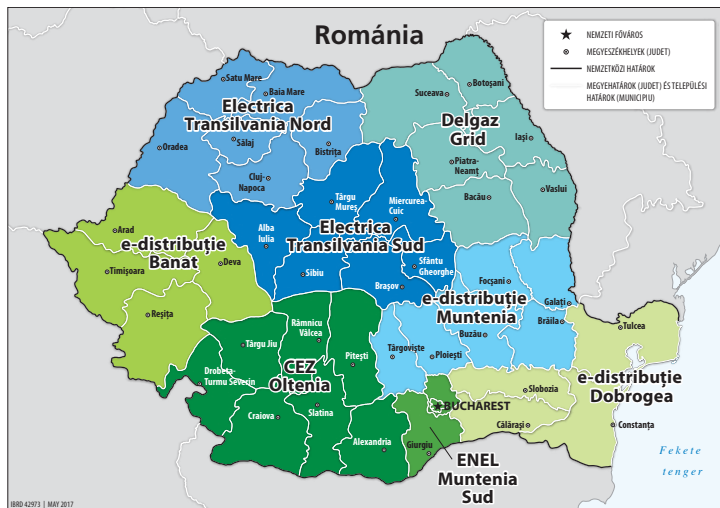 Románia
NEMZETI FŐVÁROS
MEGYESZÉKHELYEK (JUDET)
NEMZETKÖZI HATÁROK
MEGYEHATÁROK (JUDET) ÉS TELEPÜLÉSI
HATÁROK (MUNICIPIU)
Satu Mare
Baia Mare
Electrica
Transilvania Nord
Oradea
Sălaj
Bistrița
Cluj-
Napoca
Suceava
Botoșani
Delgaz
Grid
Iași
Piatra-
Neamț
Bacău
Vaslui
Târgu
Mureș
Miercurea-
Cuic
Alba
Iulia
Electrica
Transilvania Sud
Sibiu
Sfântu
Gheorghe
Brașov
Arad
e-distribuție
Banat
Timișoara
Deva
Reșița
Focșani
e-distribuție
Muntenia
Galați
Brăila
Buzău
Târgoviște
Ploiești
Râmnicu
Vâlcea
Târgu Jiu
Pitești
CEZ
Oltenia
Drobeta-
Turmu Severin
Craiova
Slatina
Alexandria
Tulcea
e-distribuție
Dobrogea
Slobozia
BUCHAREST
Călărași
Constanța
Giurgiu
ENEL
Muntenia
Sud
Fekete
tenger
IBRD 42973 | MAY 2017